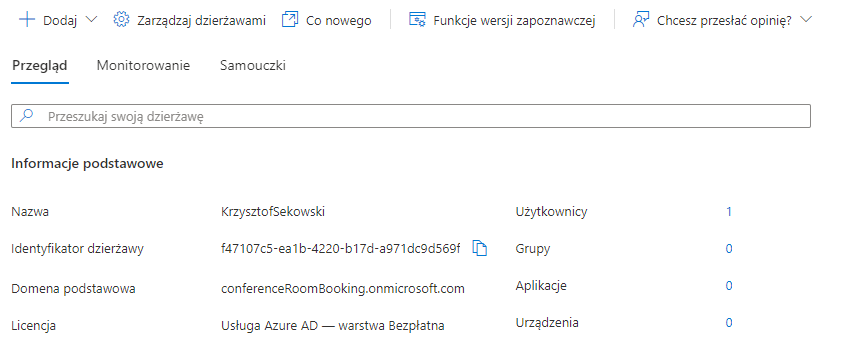 Dodaj Zarządzaj dzierżawami Co nowego Funkcje wersji zapoznawczej Chcesz przesłać opinię?
Przegląd Monitorowanie Samouczki
Przeszukaj swoją dzierżawę
Informacje podstawowe
Nazwa KrzysztofSekowski Użytkownicy 1
Identyfikator dzierżawy f47107c5-ea1b-4220-b17d-a971dc9d569f Grupy 0
Domena podstawowa conferenceRoomBooking.onmicrosoft.com Aplikacje 0
Licencja Usługa Azure AD — warstwa Bezpłatna Urządzenia 0